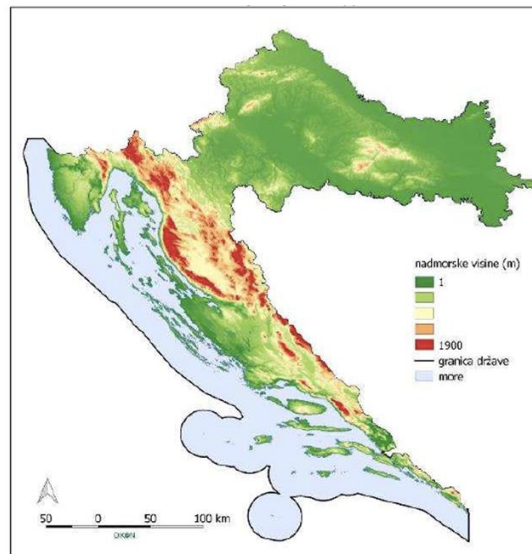 nadmorske visine (m)
1
1900
granica države
more
50 0 50 100 km